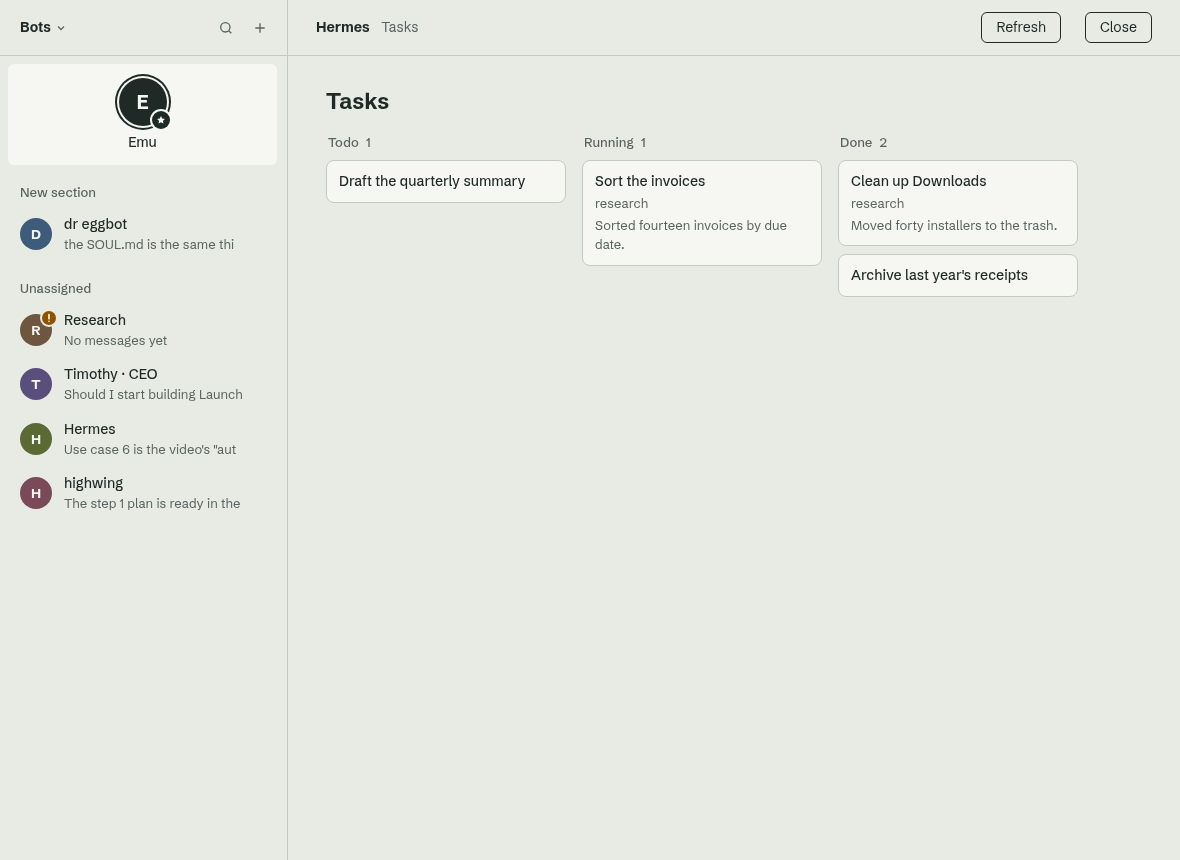 Bots
E
Emu
New section
D
dr eggbot
the SOUL.md is the same thi
Unassigned
R
!
Research
No messages yet
T
Timothy · CEO
Should I start building Launch
H
Hermes
Use case 6 is the video's "aut
H
highwing
The step 1 plan is ready in the
Hermes Tasks
Refresh
Close
Tasks
Todo 1
Draft the quarterly summary
Running 1
Sort the invoices
research
Sorted fourteen invoices by due
date.
Done 2
Clean up Downloads
research
Moved forty installers to the trash.
Archive last year's receipts